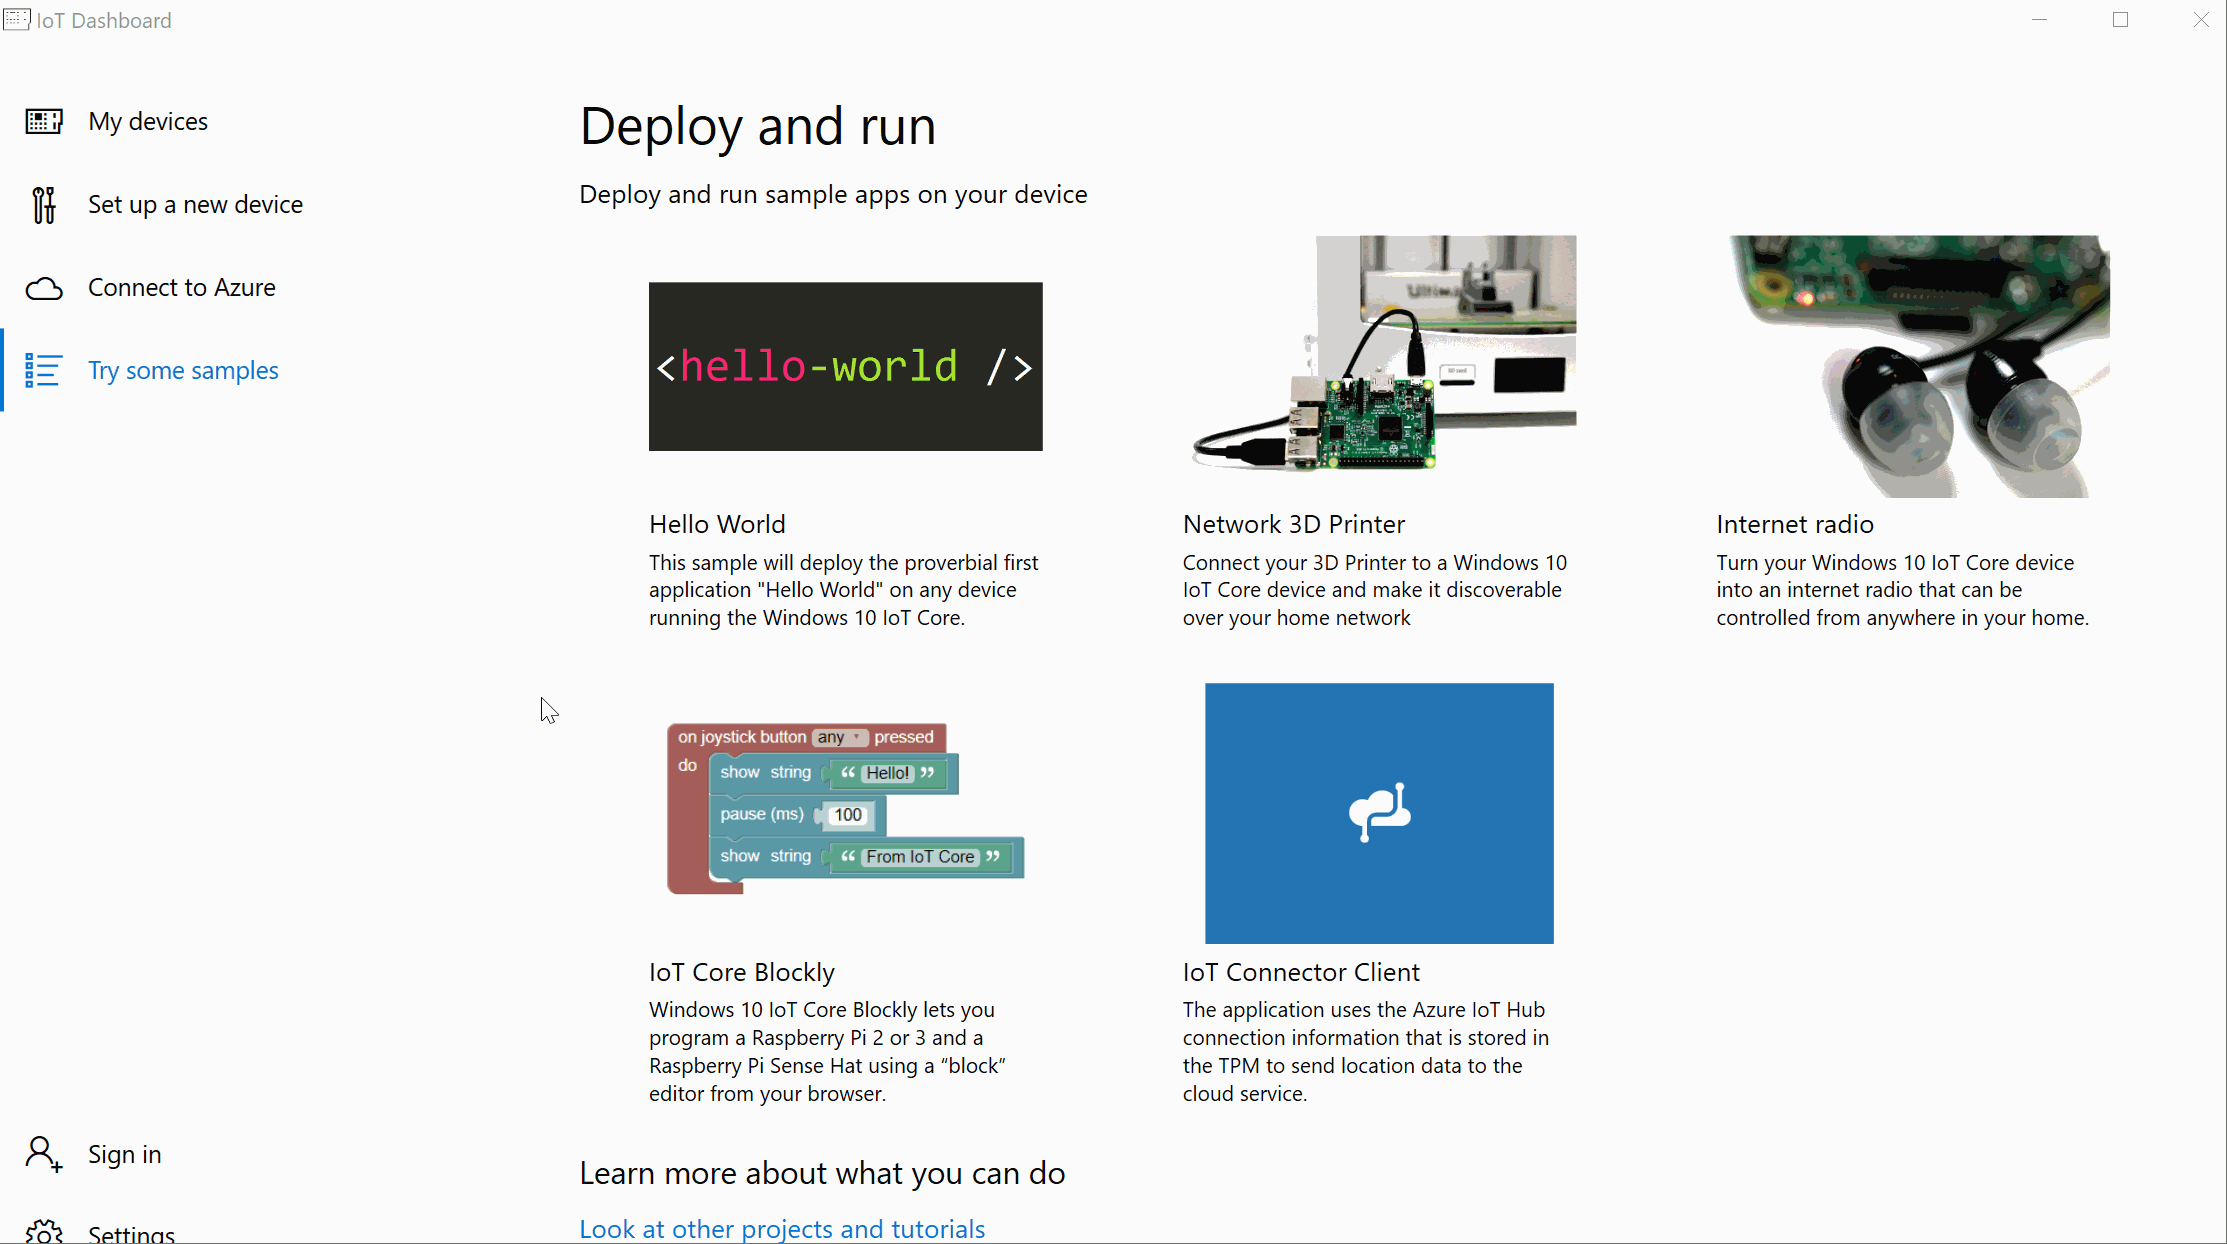 IoT Dashboard
My devices
Set up a new device
Connect to Azure
Try some samples
Sign in
Settings
Deploy and run
Deploy and run sample apps on your device
<hello-world />
Hello World
This sample will deploy the proverbial first
application "Hello World" on any device
running the Windows 10 IoT Core.
Network 3D Printer
Connect your 3D Printer to a Windows 10
IoT Core device and make it discoverable
over your home network
Internet radio
Turn your Windows 10 IoT Core device
into an internet radio that can be
controlled from anywhere in your home.
on joystick button any pressed
do
show string “ Hello! ”
pause (ms) 100
show string “ From IoT Core ”
IoT Core Blockly
Windows 10 IoT Core Blockly lets you
program a Raspberry Pi 2 or 3 and a
Raspberry Pi Sense Hat using a “block”
editor from your browser.
IoT Connector Client
The application uses the Azure IoT Hub
connection information that is stored in
the TPM to send location data to the
cloud service.
Learn more about what you can do
Look at other projects and tutorials